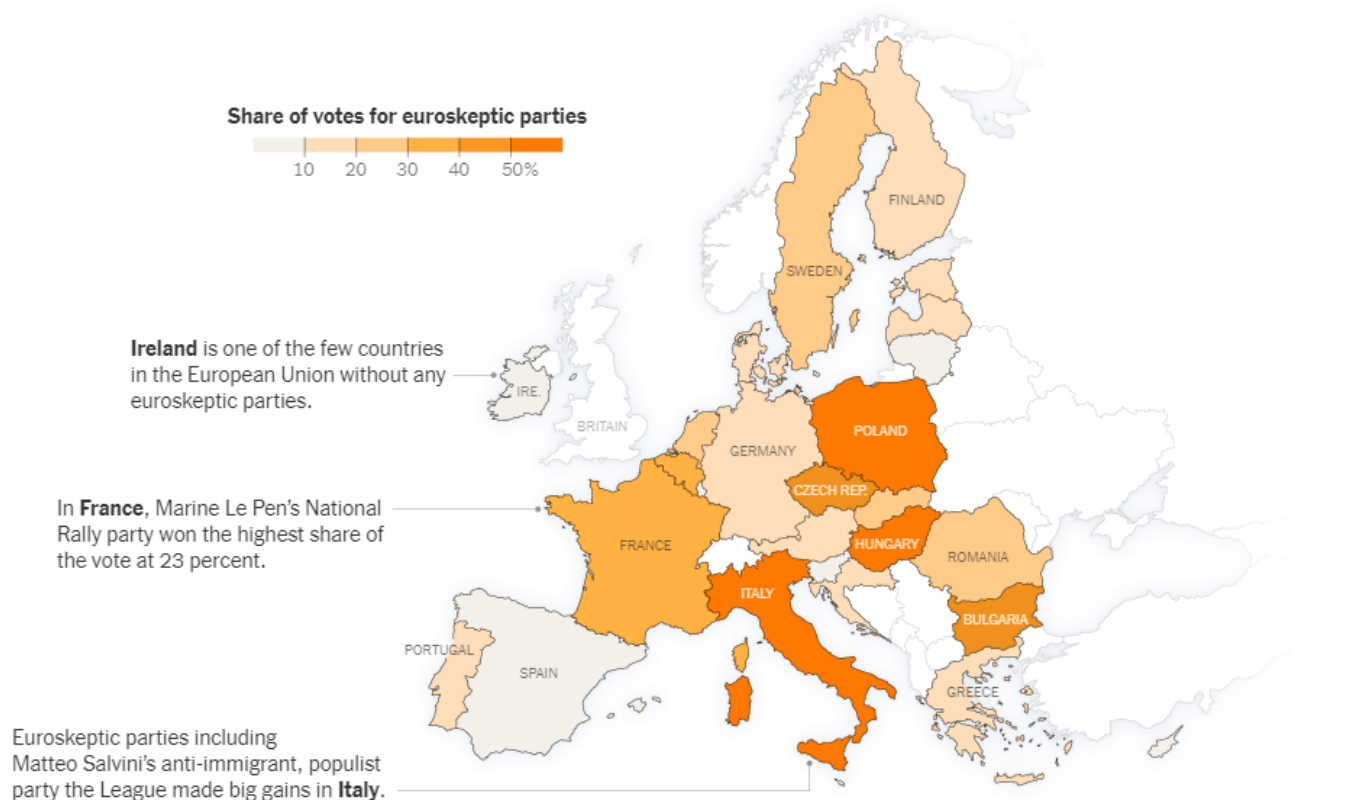 Share of votes for euroskeptic parties
10 20 30 40 50%
FINLAND
SWEDEN
Ireland is one of the few countries
in the European Union without any
euroskeptic parties.
IRE.
BRITAIN
POLAND
GERMANY
CZECH REP.
In France, Marine Le Pen's National
Rally party won the highest share of
the vote at 23 percent.
FRANCE
HUNGARY
ROMANIA
ITALY
BULGARIA
PORTUGAL
SPAIN
GREECE
Euroskeptic parties including
Matteo Salvini's anti-immigrant, populist
party the League made big gains in Italy.